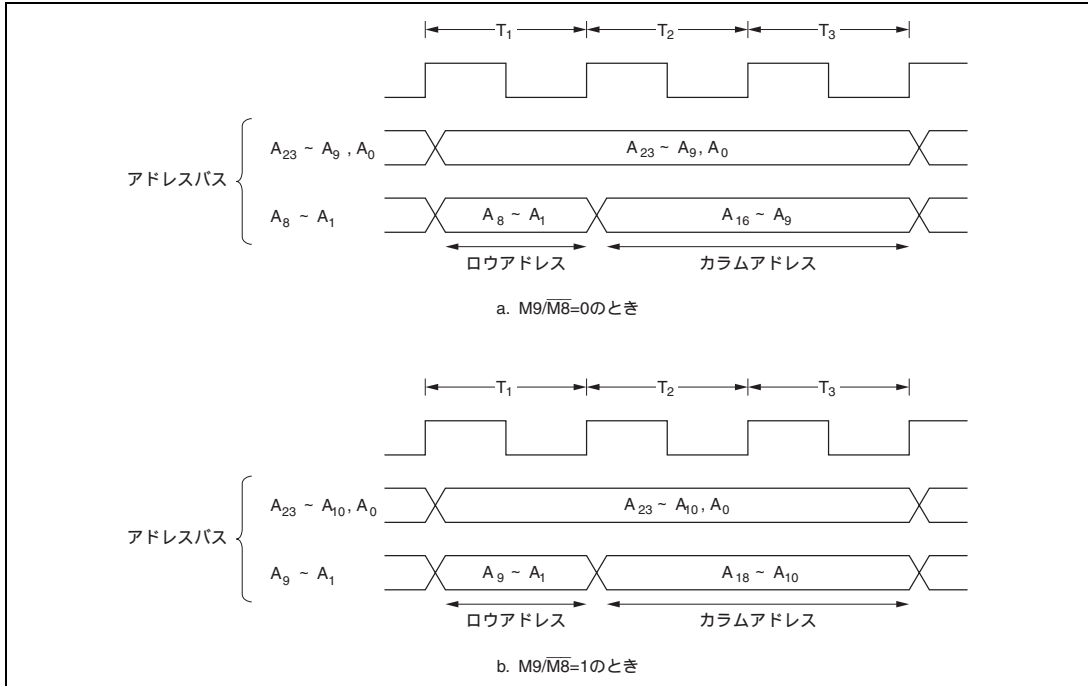 T₁ T₂ T₃
アドレスバス
A₂₃ ~ A₉ , A₀ A₂₃ ~ A₉, A₀
A₈ ~ A₁ A₈ ~ A₁ A₁₆ ~ A₉
ロウアドレス カラムアドレス
a. M9/M̅8̅=0のとき
T₁ T₂ T₃
アドレスバス
A₂₃ ~ A₁₀, A₀ A₂₃ ~ A₁₀, A₀
A₉ ~ A₁ A₉ ~ A₁ A₁₈ ~ A₁₀
ロウアドレス カラムアドレス
b. M9/M̅8̅=1のとき